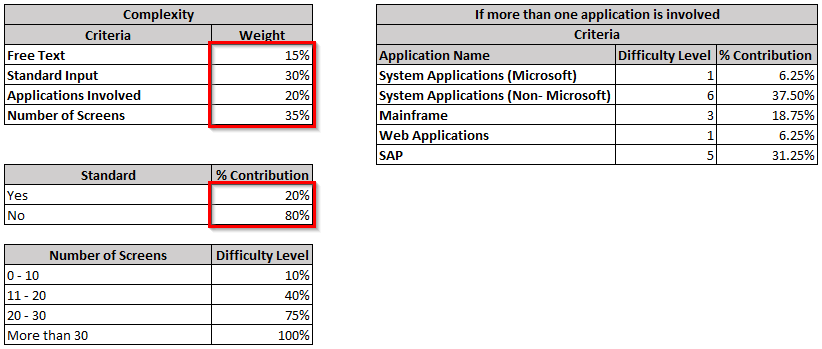 Complexity
Criteria Weight
Free Text 15%
Standard Input 30%
Applications Involved 20%
Number of Screens 35%
Standard % Contribution
Yes 20%
No 80%
Number of Screens Difficulty Level
0 - 10 10%
11 - 20 40%
20 - 30 75%
More than 30 100%
If more than one application is involved
Criteria
Application Name Difficulty Level % Contribution
System Applications (Microsoft) 1 6.25%
System Applications (Non- Microsoft) 6 37.50%
Mainframe 3 18.75%
Web Applications 1 6.25%
SAP 5 31.25%